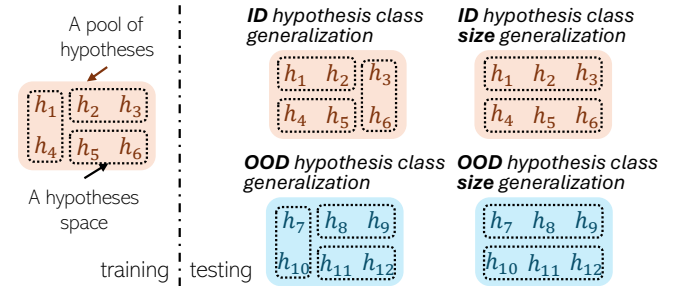 A pool of
hypotheses
h₁ h₂ h₃
h₄ h₅ h₆
A hypotheses
space
training
testing
ID hypothesis class
generalization
h₁ h₂ h₃
h₄ h₅ h₆
ID hypothesis class
size generalization
h₁ h₂ h₃
h₄ h₅ h₆
OOD hypothesis class
generalization
h₇ h₈ h₉
h₁₀ h₁₁ h₁₂
OOD hypothesis class
size generalization
h₇ h₈ h₉
h₁₀ h₁₁ h₁₂